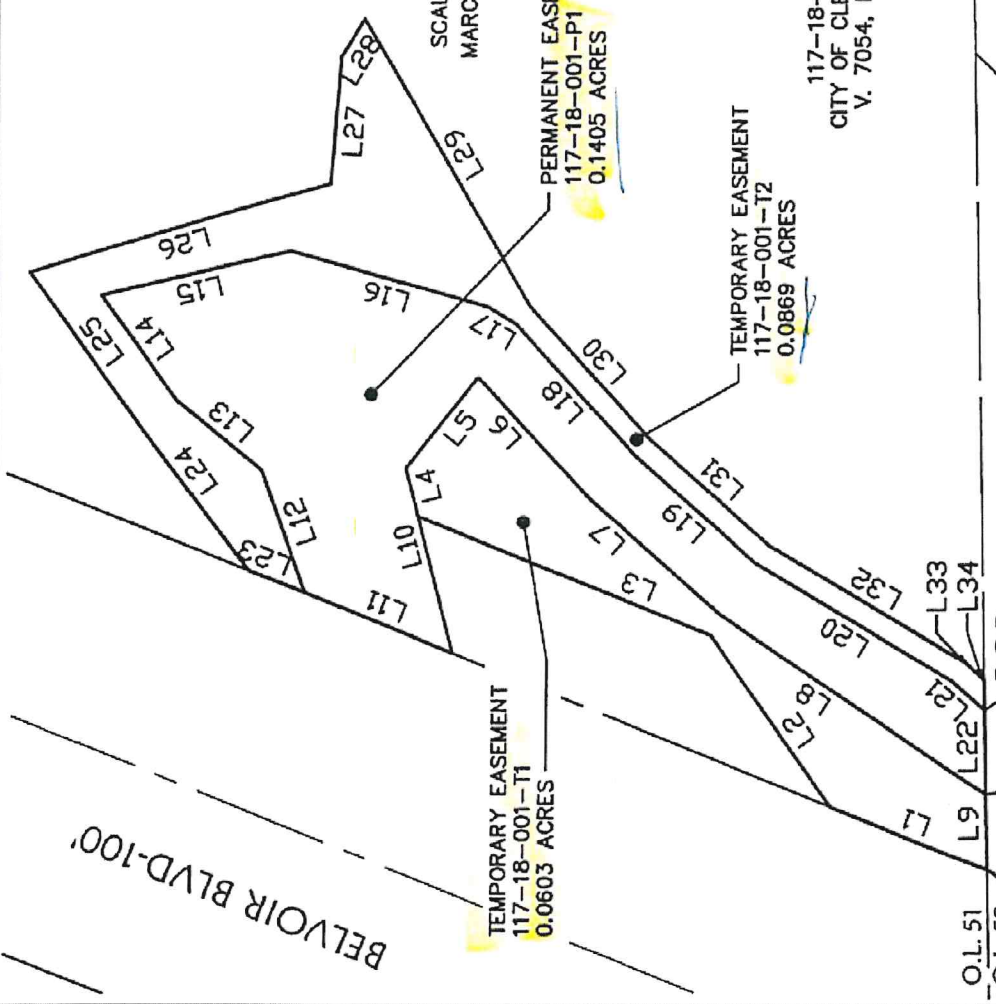 SCAL
MARC
PERMANENT EASE
117-18-001-P1
0.1405 ACRES
117-18-
CITY OF CLE
V. 7054,
TEMPORARY EASEMENT
117-18-001-T2
0.0869 ACRES
TEMPORARY EASEMENT
117-18-001-T1
0.0603 ACRES
BELVOIR BLVD-100'
L28
L27
L29
L26
L15
L25
L14
L16
L24
L13
L17
L5
L6
L30
L18
L4
L23
L12
L10
L11
L7
L3
L31
L19
L32
L33
L34
L20
L21
L8
L2
L22
L1
L9
O.L. 51